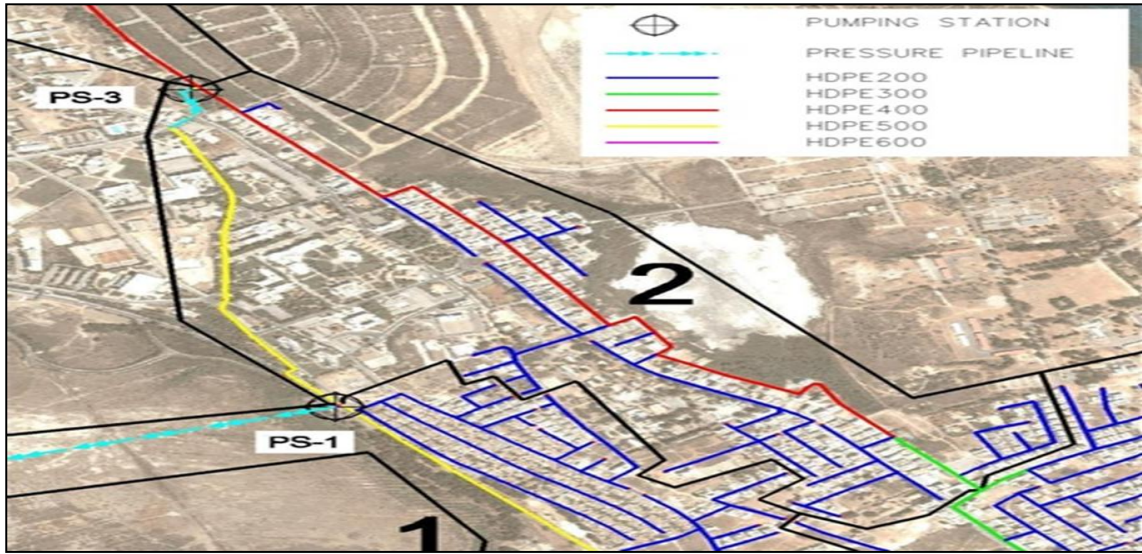 PUMPING STATION
PRESSURE PIPELINE
HDPE200
HDPE300
HDPE400
HDPE500
HDPE600
PS-3
2
PS-1
1